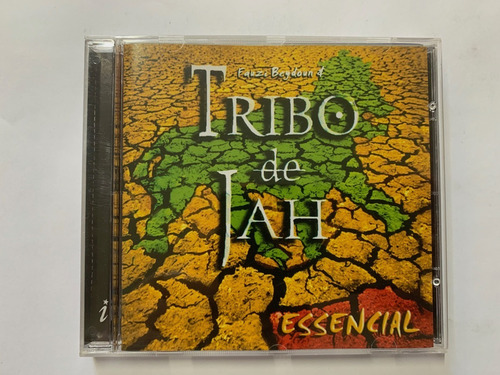 Fauzi Beydoun &
TRIBO
de
JAH
ESSENCIAL
i